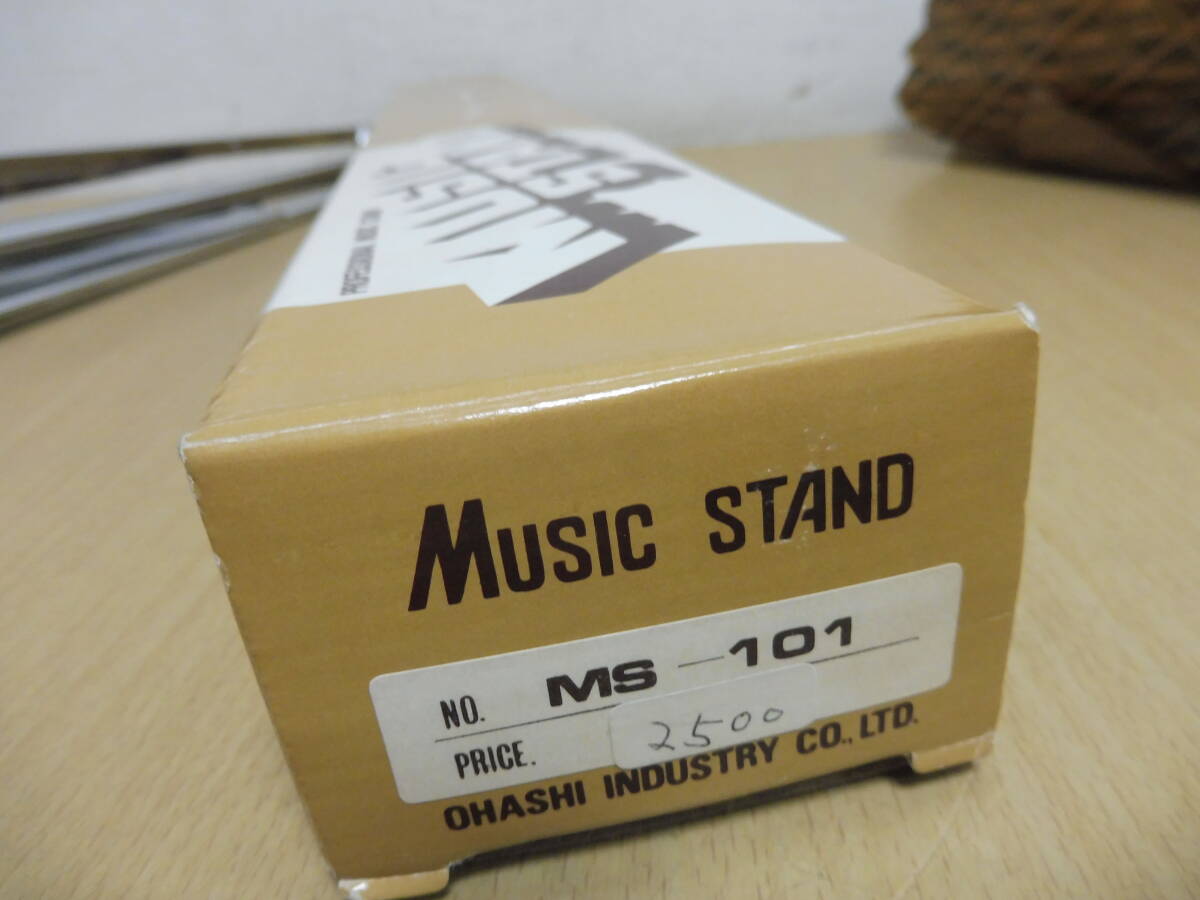 MUSIC STAND
NO. MS-101
PRICE. 2500
OHASHI INDUSTRY CO., LTD.